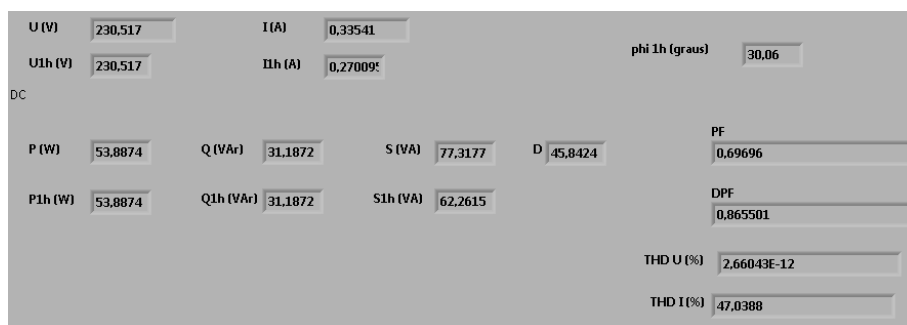 U (V) 230,517 I (A) 0,33541
phi 1h (graus) 30,06
U1h (V) 230,517 I1h (A) 0,270095
DC
PF
P (W) 53,8874 Q (VAr) 31,1872 S (VA) 77,3177 D 45,8424 0,69696
DPF
P1h (W) 53,8874 Q1h (VAr) 31,1872 S1h (VA) 62,2615 0,865501
THD U (%) 2,66043E-12
THD I (%) 47,0388